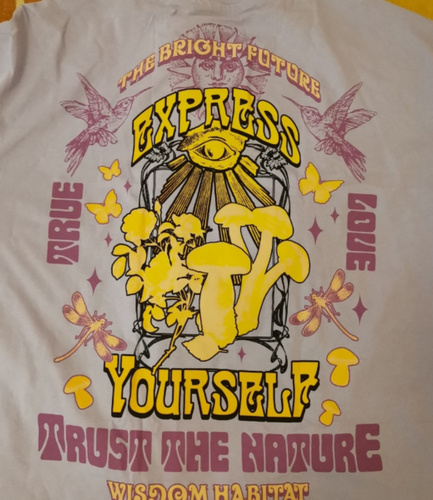 THE BRIGHT FUTURE
EXPRESS
TRUE
LOVE
YOURSELF
TRUST THE NATURE
WISDOM HABITAT